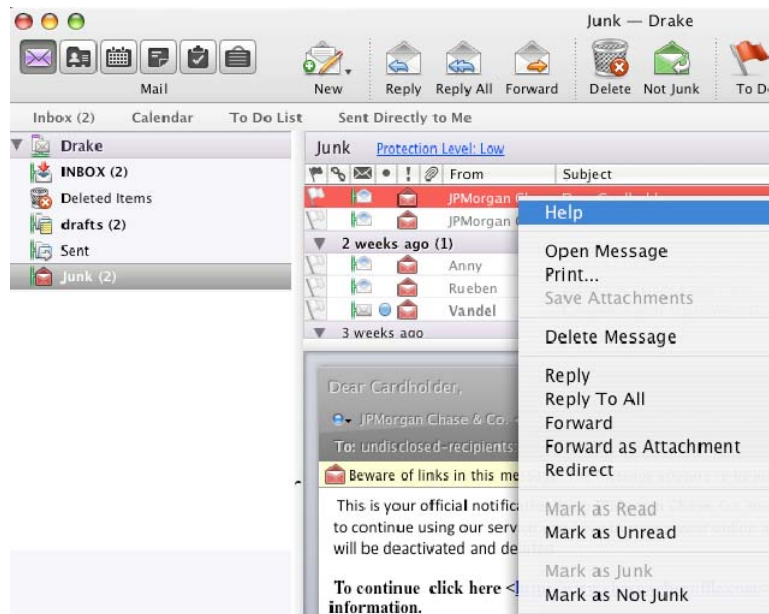 Junk — Drake
Mail
New Reply Reply All Forward Delete Not Junk To Do
Inbox (2) Calendar To Do List Sent Directly to Me
Drake
INBOX (2)
Deleted Items
drafts (2)
Sent
Junk (2)
Junk Protection Level: Low
From Subject
JPMorgan
JPMorgan
2 weeks ago (1)
Anny
Rueben
Vandel
3 weeks ago
Help
Open Message
Print...
Save Attachments
Delete Message
Reply
Reply To All
Forward
Forward as Attachment
Redirect
Mark as Read
Mark as Unread
Mark as Junk
Mark as Not Junk
Dear Cardholder,
JPMorgan Chase & Co.
To: undisclosed-recipients:
Beware of links in this
This is your official
to continue using our
will be deactivated and
To continue click here <
information.